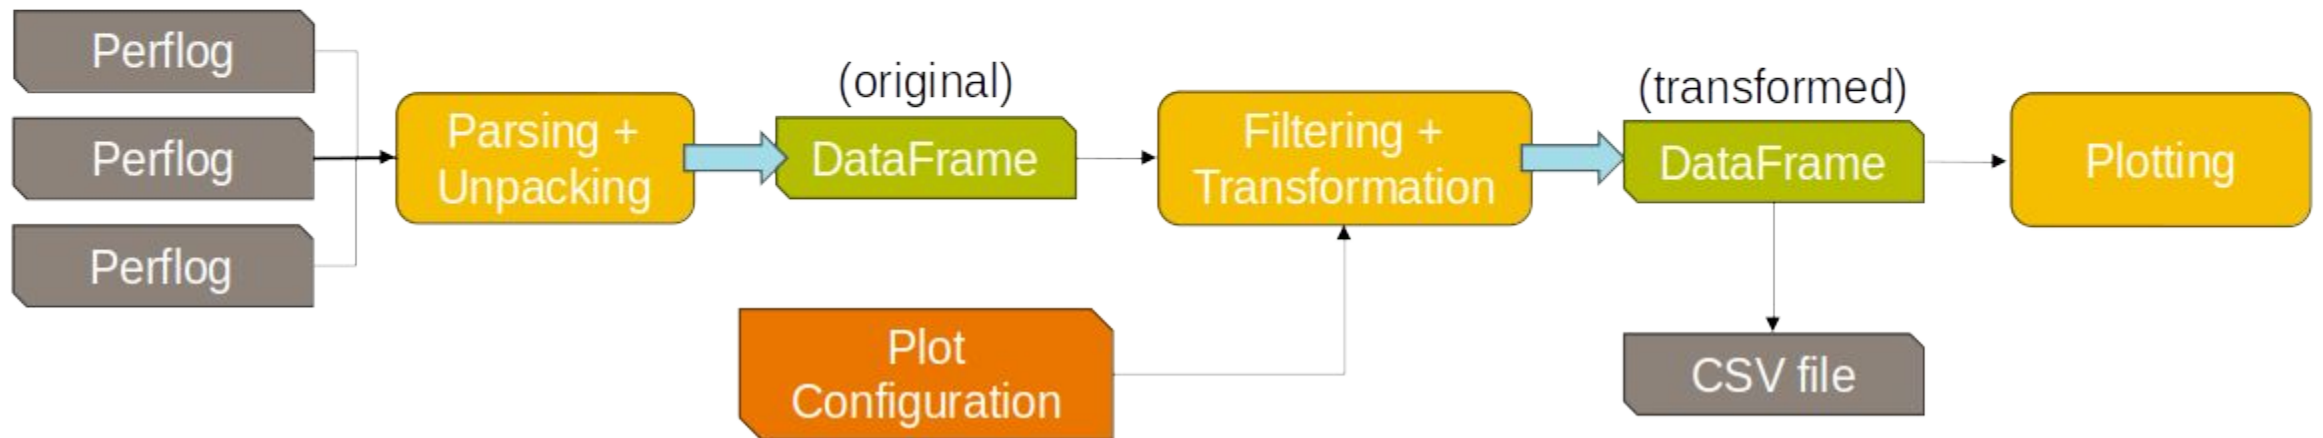 Perflog
Perflog
Perflog
Parsing +
Unpacking
(original)
DataFrame
Filtering +
Transformation
Plot
Configuration
(transformed)
DataFrame
CSV file
Plotting